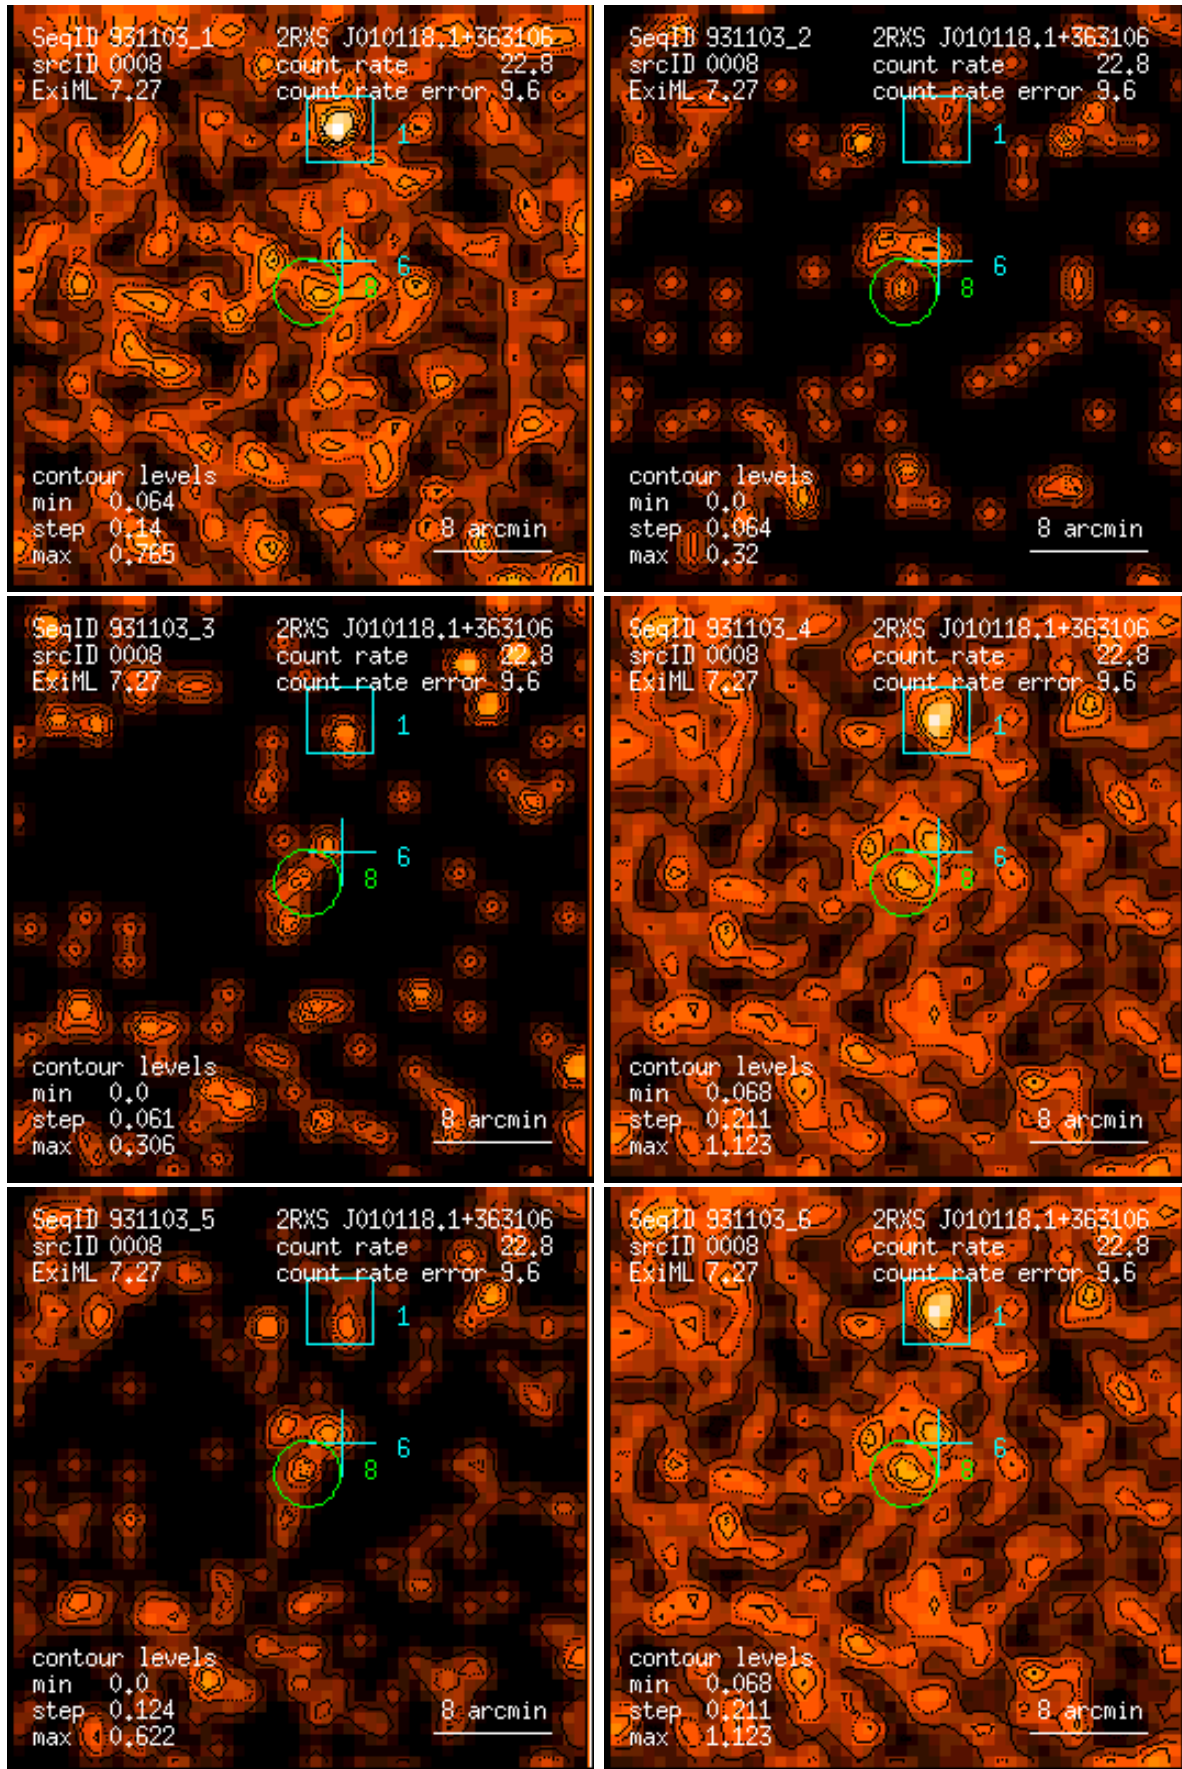 SeqID 931103_1 2RXS J010118.1+363106
srcID 0008 count rate 22.8
ExiML 7.27 count rate error 9.6
1
6
8
contour levels
min 0.064
step 0.14 8 arcmin
max 0.765
SeqID 931103_2 2RXS J010118.1+363106
srcID 0008 count rate 22.8
ExiML 7.27 count rate error 9.6
1
6
8
contour levels
min 0.0
step 0.064 8 arcmin
max 0.32
SeqID 931103_3 2RXS J010118.1+363106
srcID 0008 count rate 22.8
ExiML 7.27 count rate error 9.6
1
6
8
contour levels
min 0.0
step 0.061 8 arcmin
max 0.306
SeqID 931103_4 2RXS J010118.1+363106
srcID 0008 count rate 22.8
ExiML 7.27 count rate error 9.6
1
6
8
contour levels
min 0.068
step 0.211 8 arcmin
max 1.123
SeqID 931103_5 2RXS J010118.1+363106
srcID 0008 count rate 22.8
ExiML 7.27 count rate error 9.6
1
6
8
contour levels
min 0.0
step 0.124 8 arcmin
max 0.622
SeqID 931103_6 2RXS J010118.1+363106
srcID 0008 count rate 22.8
ExiML 7.27 count rate error 9.6
1
6
8
contour levels
min 0.068
step 0.211 8 arcmin
max 1.123